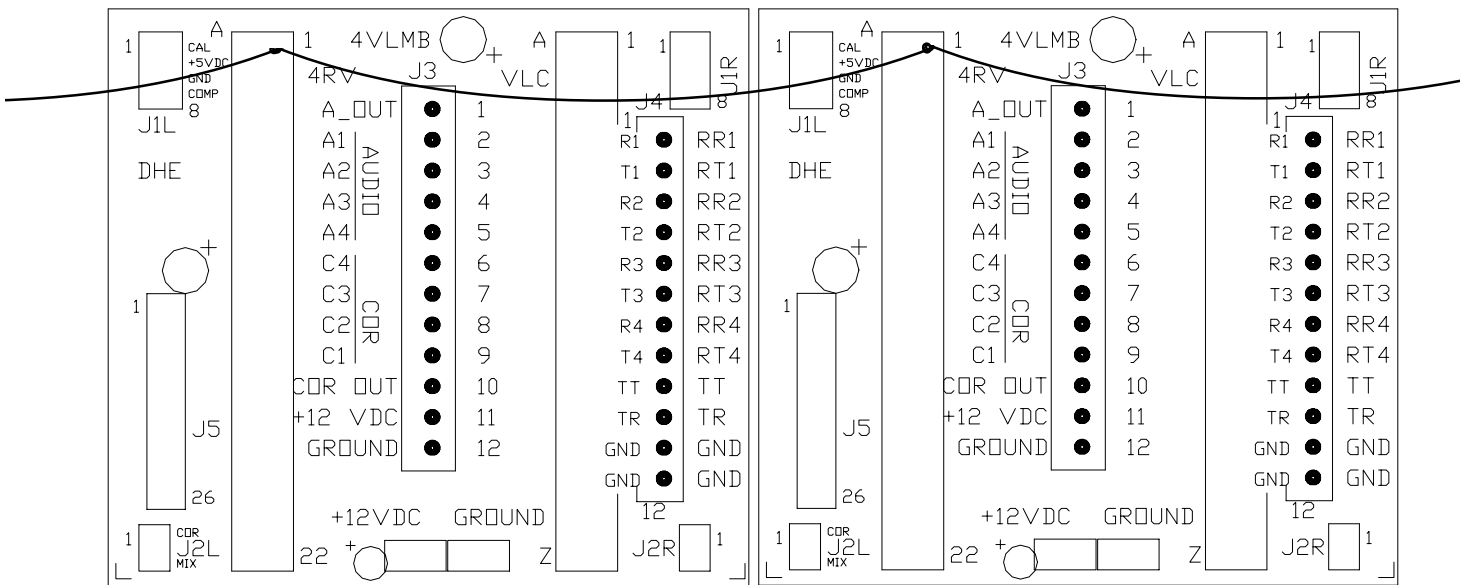 A 1 4VLMB + A 1 1
1 CAL
+5VDC
GND
COMP
8
4RV J3 VLC J1R
J1L J4 8
A_OUT 1 1
A1 2 R1 RR1
DHE A2 3 T1 RT1
A3 4 R2 RR2
A4 5 T2 RT2
AUDIO
+
C4 6 R3 RR3
1 C3 7 T3 RT3
C2 8 R4 RR4
C1 9 T4 RT4
COR
COR OUT 10 TT TT
+12 VDC 11 TR TR
J5
GROUND 12 GND GND
GND GND
26
12
+12VDC GROUND
1 COR
J2L
MIX
22 + Z J2R 1
A 1 4VLMB + A 1 1
1 CAL
+5VDC
GND
COMP
8
4RV J3 VLC J1R
J1L J4 8
A_OUT 1 1
A1 2 R1 RR1
DHE A2 3 T1 RT1
A3 4 R2 RR2
A4 5 T2 RT2
AUDIO
+
C4 6 R3 RR3
1 C3 7 T3 RT3
C2 8 R4 RR4
C1 9 T4 RT4
COR
COR OUT 10 TT TT
+12 VDC 11 TR TR
J5
GROUND 12 GND GND
GND GND
26
12
+12VDC GROUND
1 COR
J2L
MIX
22 + Z J2R 1